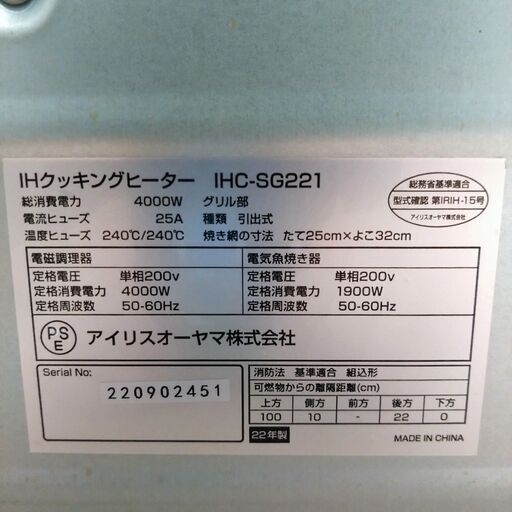 IHクッキングヒーター IHC-SG221
総務省基準適合
型式確認 第IRIH-15号
アイリスオーヤマ株式会社
総消費電力 4000W グリル部
電流ヒューズ 25A 種類 引出式
温度ヒューズ 240℃/240℃ 焼き網の寸法 たて25cm×よこ32cm
電磁調理器
定格電圧 単相200v
定格消費電力 4000W
定格周波数 50-60Hz
電気魚焼き器
定格電圧 単相200v
定格消費電力 1900W
定格周波数 50-60Hz
PS
E
アイリスオーヤマ株式会社
Serial No:
220902451
消防法 基準適合 組込形
可燃物からの離隔距離(cm)
上方 側方 前方 後方 下方
100 10 - 22 0
22年製 MADE IN CHINA